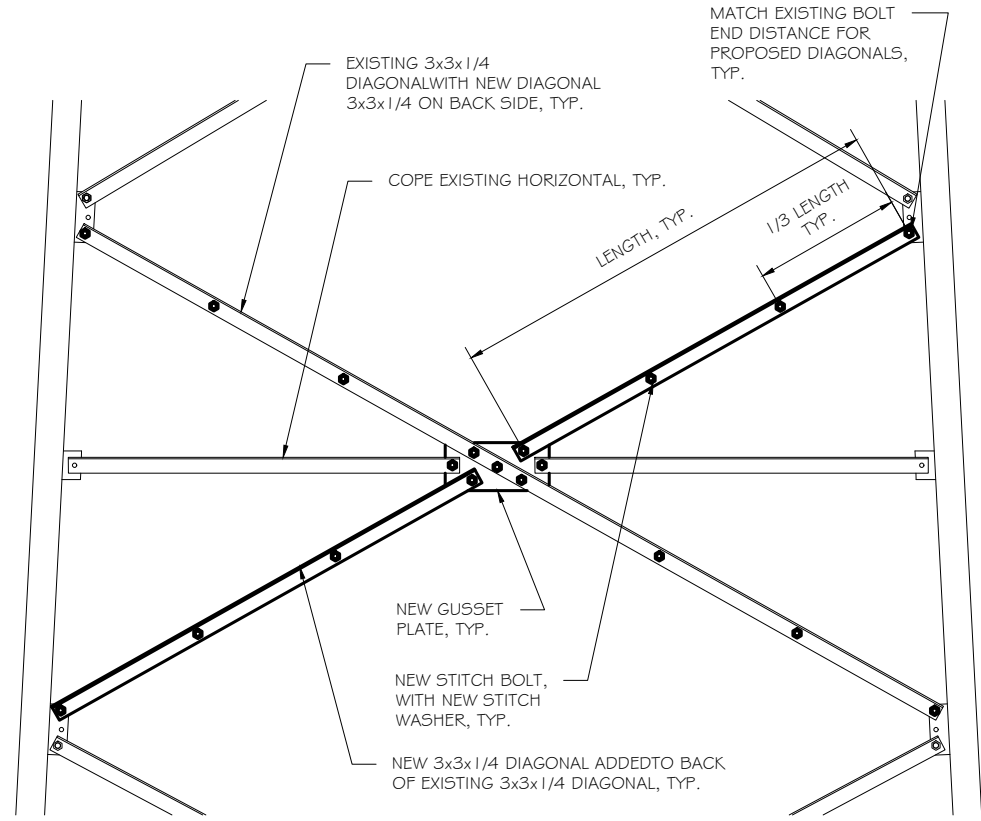 MATCH EXISTING BOLT
END DISTANCE FOR
PROPOSED DIAGONALS,
TYP.
EXISTING 3x3x1/4
DIAGONALWITH NEW DIAGONAL
3x3x1/4 ON BACK SIDE, TYP.
COPE EXISTING HORIZONTAL, TYP.
LENGTH, TYP.
1/3 LENGTH
TYP.
NEW GUSSET
PLATE, TYP.
NEW STITCH BOLT,
WITH NEW STITCH
WASHER, TYP.
NEW 3x3x1/4 DIAGONAL ADDEDTO BACK
OF EXISTING 3x3x1/4 DIAGONAL, TYP.